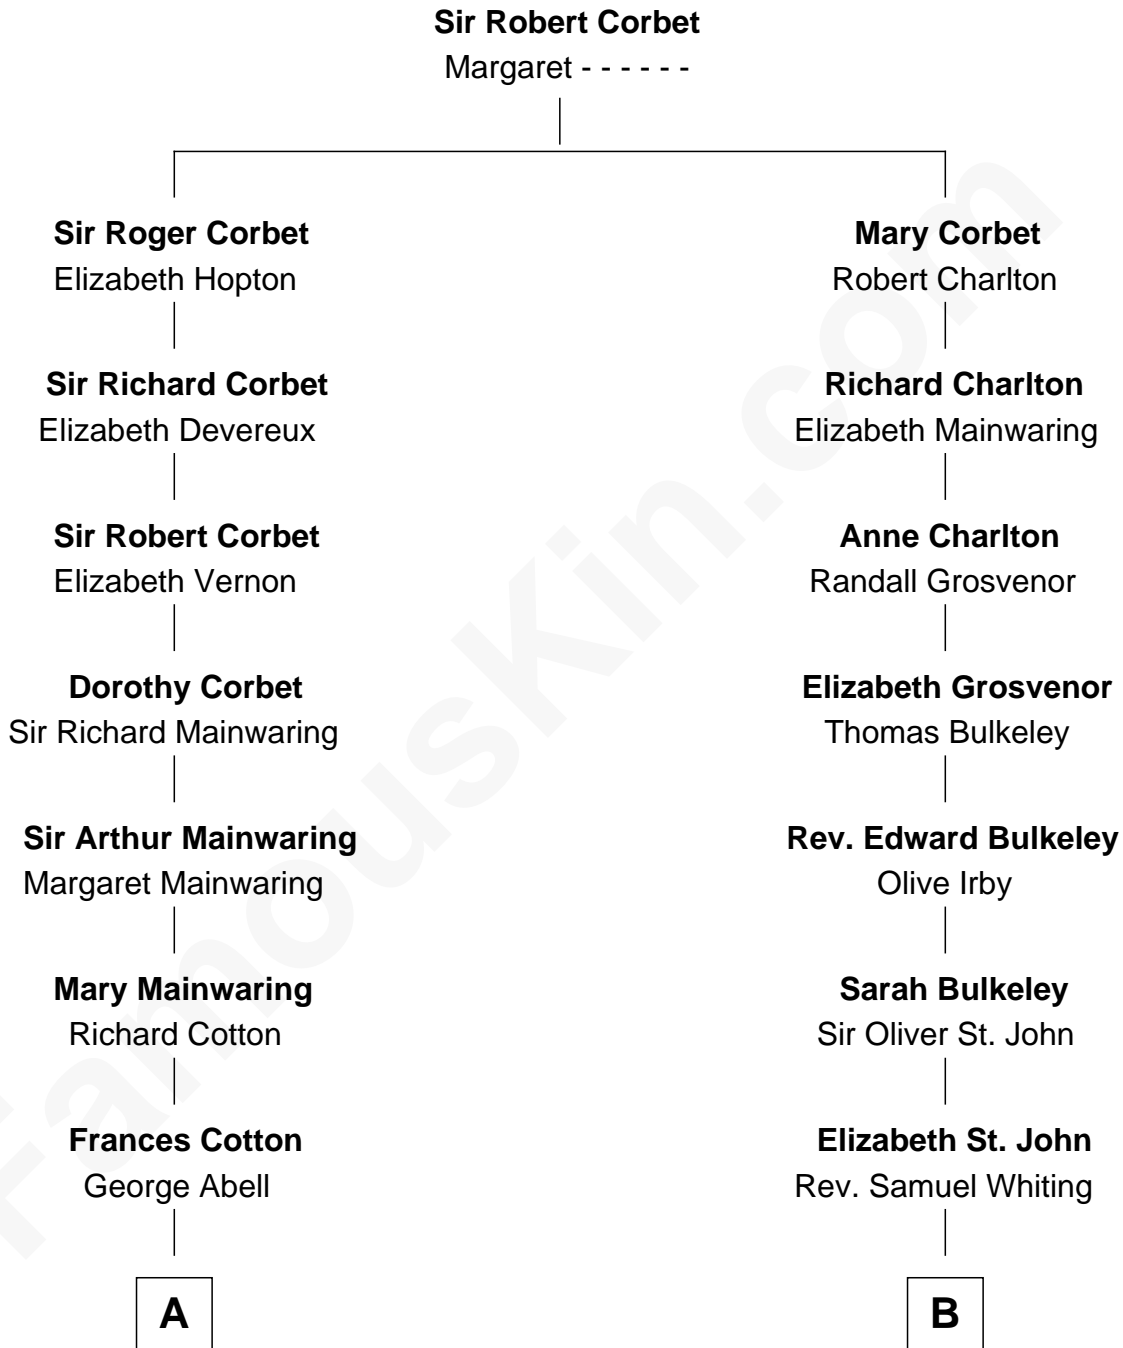 Sir Robert Corbet
Margaret - - - - - -
Sir Roger Corbet
Elizabeth Hopton
Sir Richard Corbet
Elizabeth Devereux
Sir Robert Corbet
Elizabeth Vernon
Dorothy Corbet
Sir Richard Mainwaring
Sir Arthur Mainwaring
Margaret Mainwaring
Mary Mainwaring
Richard Cotton
Frances Cotton
George Abell
A
Mary Corbet
Robert Charlton
Richard Charlton
Elizabeth Mainwaring
Anne Charlton
Randall Grosvenor
Elizabeth Grosvenor
Thomas Bulkeley
Rev. Edward Bulkeley
Olive Irby
Sarah Bulkeley
Sir Oliver St. John
Elizabeth St. John
Rev. Samuel Whiting
B
FamousKin.com